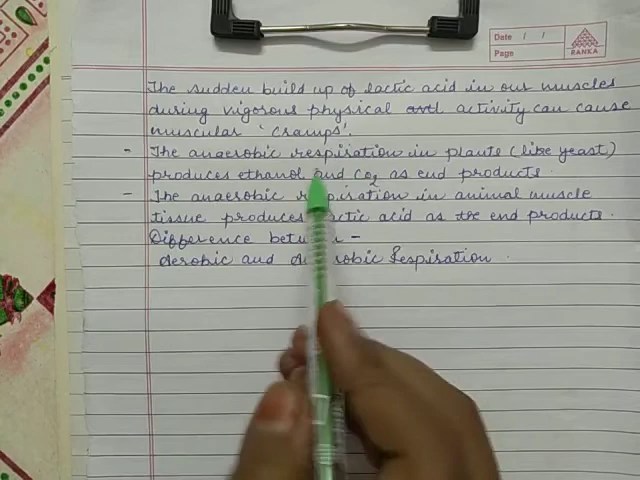 Date / /
Page
RANKA
The sudden build up of lactic acid in our muscles
during vigorous physical activity can cause
muscular 'cramps'.
- The anaerobic respiration in plants (like yeast)
produces ethanol and CO2 as end products.
- The anaerobic respiration in animal muscle
tissue produces lactic acid as the end products.
Difference between -
Aerobic and Respiration.